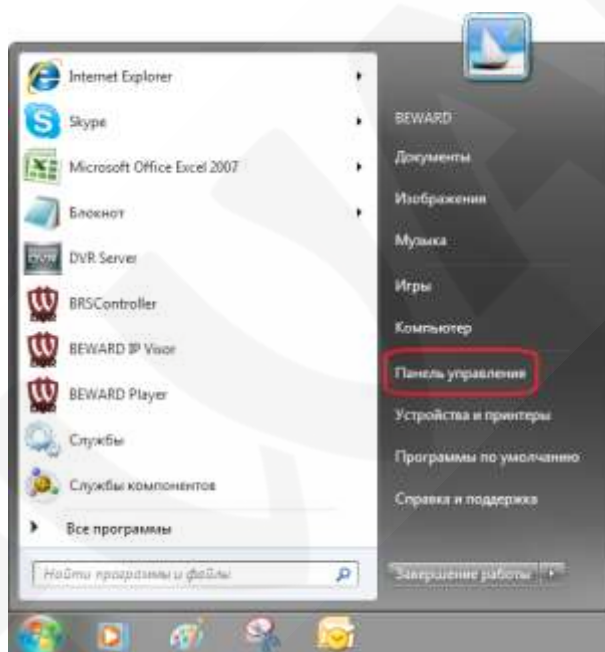 Internet Explorer
Skype
Microsoft Office Excel 2007
Блокнот
DVR Server
BRSController
BEWARD IP Visor
BEWARD Player
Службы
Службы компонентов
Все программы
Найти программы и файлы
BEWARD
Документы
Изображения
Музыка
Игры
Компьютер
Панель управления
Устройства и принтеры
Программы по умолчанию
Справка и поддержка
Завершение работы